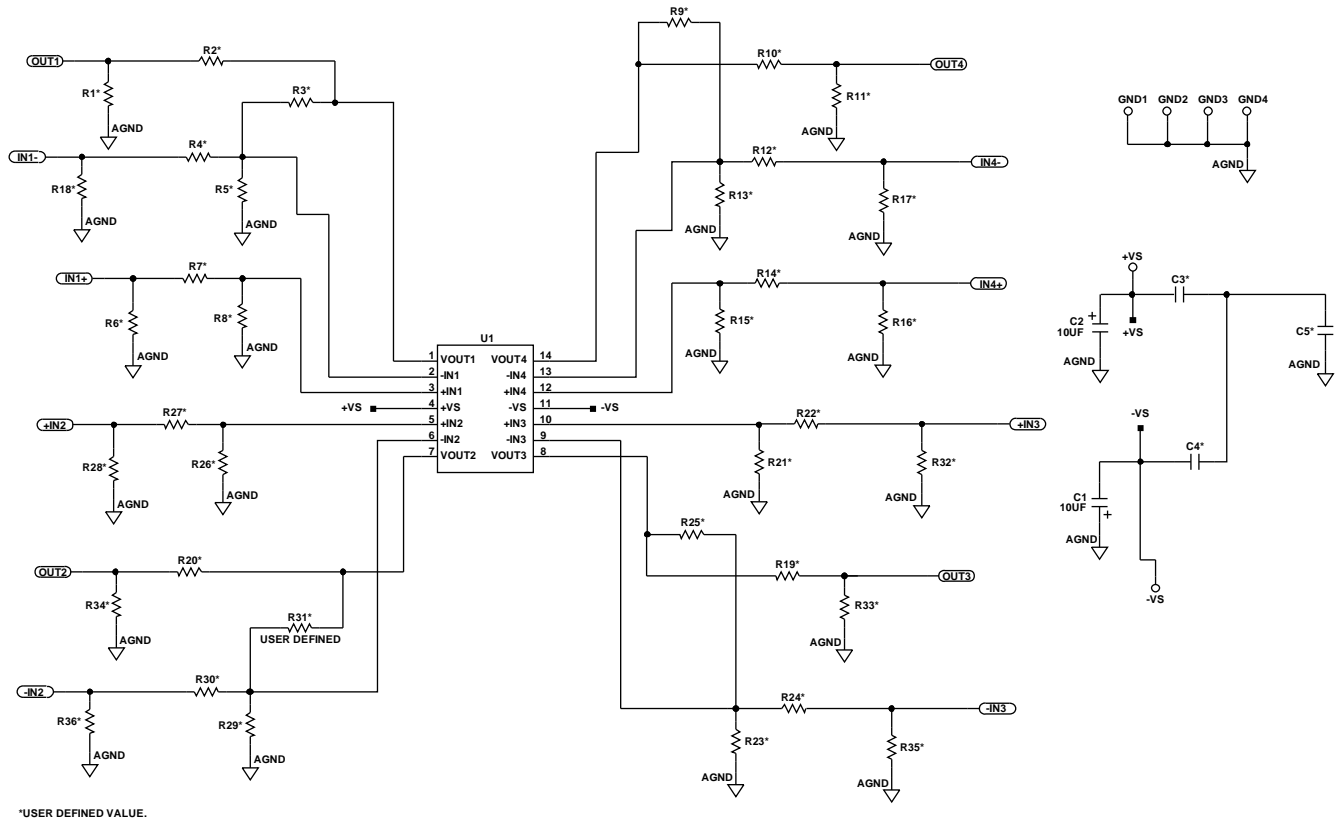 R9*
R2*
R10*
OUT1
OUT4
R1*
R3*
R11*
GND1 GND2 GND3 GND4
AGND
AGND
IN1-
R4*
R12*
IN4-
AGND
R18*
R5*
R13*
R17*
AGND
AGND
AGND
AGND
IN1+
R7*
R14*
IN4+
+VS
C3*
R6*
R8*
R15*
R16*
C2
10UF
+
+VS
C5*
AGND
AGND
AGND
AGND
AGND
AGND
U1
1 VOUT1 VOUT4 14
2 -IN1 -IN4 13
3 +IN1 +IN4 12
+VS 4 +VS -VS 11 -VS
5 +IN2 +IN3 10
6 -IN2 -IN3 9
7 VOUT2 VOUT3 8
+IN2
R27*
R22*
+IN3
-VS
C4*
R28*
R26*
R21*
R32*
AGND
AGND
AGND
AGND
C1
10UF
+
AGND
R25*
OUT2
R20*
R19*
OUT3
-VS
R34*
R31*
USER DEFINED
R33*
AGND
AGND
-IN2
R30*
R24*
-IN3
R36*
R29*
R23*
R35*
AGND
AGND
AGND
AGND
*USER DEFINED VALUE.